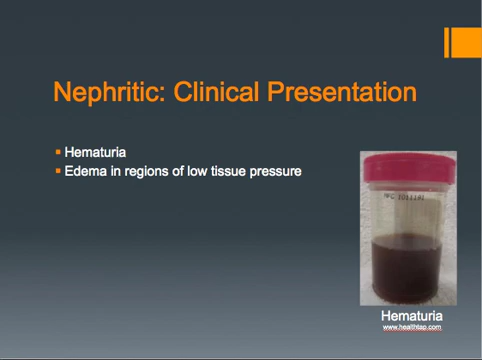 Nephritic: Clinical Presentation
Hematuria
Edema in regions of low tissue pressure
Hematuria
www.healthtap.com